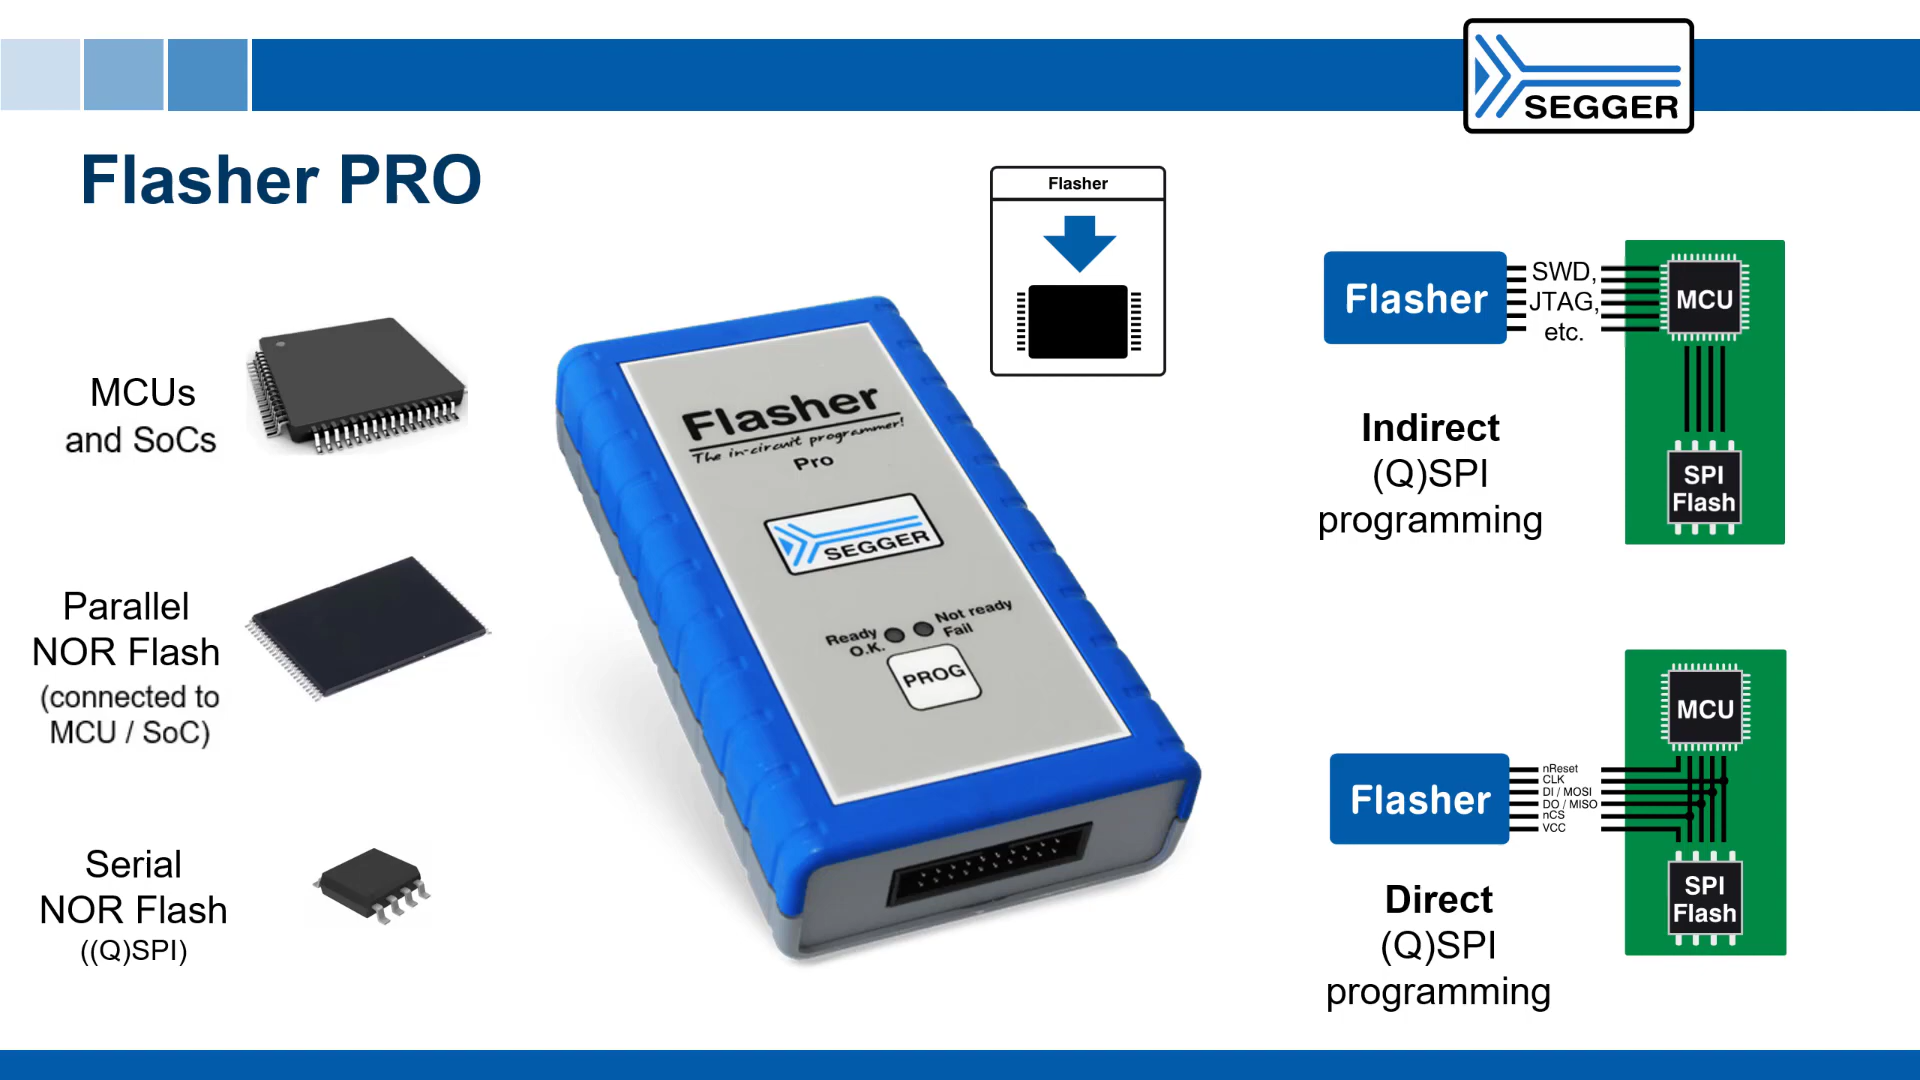 SEGGER
Flasher PRO
Flasher
MCUs
and SoCs
Parallel
NOR Flash
(connected to
MCU / SoC)
Serial
NOR Flash
((Q)SPI)
Flasher
The in-circuit programmer!
Pro
SEGGER
Ready
O.K.
Not ready
Fail
PROG
Flasher
SWD,
JTAG,
etc.
MCU
SPI
Flash
Indirect
(Q)SPI
programming
Flasher
nReset
CLK
DI / MOSI
DO / MISO
nCS
VCC
MCU
SPI
Flash
Direct
(Q)SPI
programming